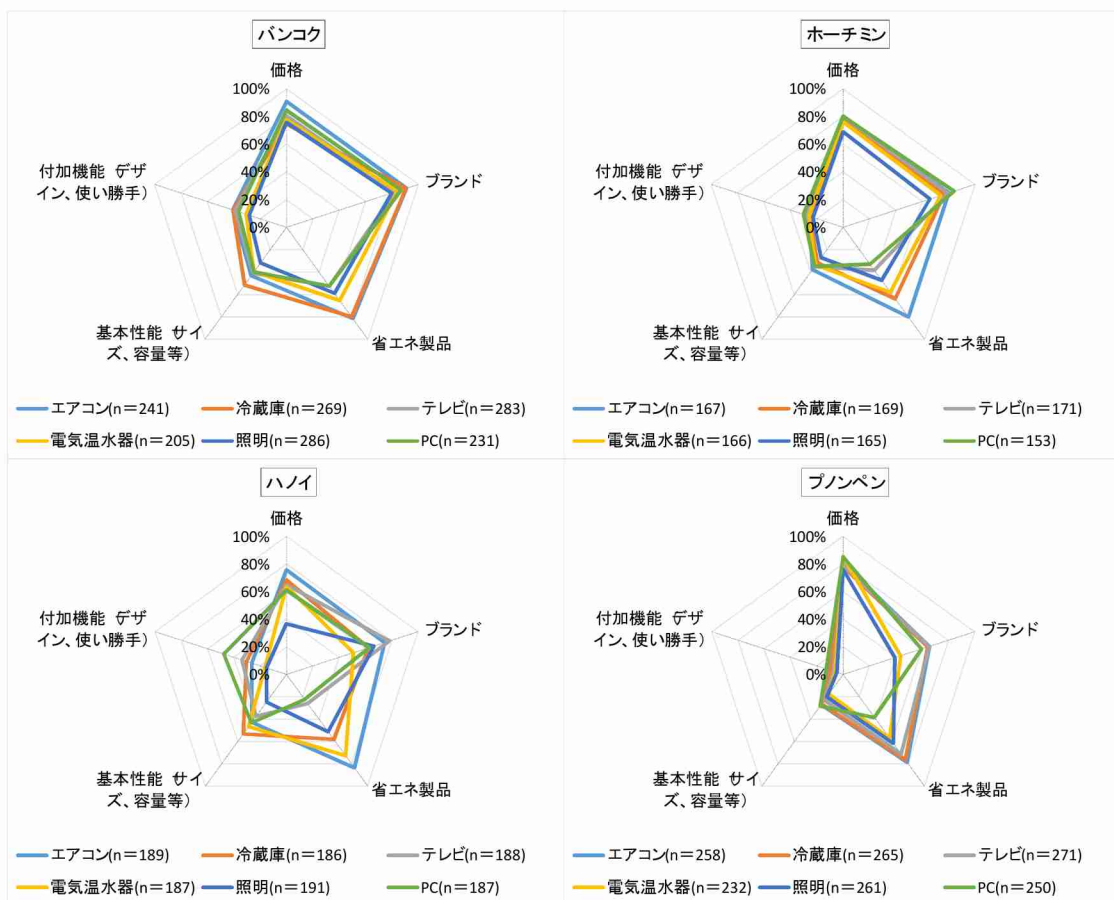 バンコク
価格
100%
80%
60%
40%
20%
0%
ブランド
省エネ製品
基本性能 サイ
ズ、容量等）
付加機能 デザ
イン、使い勝手）
エアコン(n＝241)
冷蔵庫(n＝269)
テレビ(n＝283)
電気温水器(n＝205)
照明(n＝286)
PC(n＝231)
ホーチミン
価格
100%
80%
60%
40%
20%
0%
ブランド
省エネ製品
基本性能 サイ
ズ、容量等）
付加機能 デザ
イン、使い勝手）
エアコン(n＝167)
冷蔵庫(n＝169)
テレビ(n＝171)
電気温水器(n＝166)
照明(n＝165)
PC(n＝153)
ハノイ
価格
100%
80%
60%
40%
20%
0%
ブランド
省エネ製品
基本性能 サイ
ズ、容量等）
付加機能 デザ
イン、使い勝手）
エアコン(n＝189)
冷蔵庫(n＝186)
テレビ(n＝188)
電気温水器(n＝187)
照明(n＝191)
PC(n＝187)
プノンペン
価格
100%
80%
60%
40%
20%
0%
ブランド
省エネ製品
基本性能 サイ
ズ、容量等）
付加機能 デザ
イン、使い勝手）
エアコン(n＝258)
冷蔵庫(n＝265)
テレビ(n＝271)
電気温水器(n＝232)
照明(n＝261)
PC(n＝250)